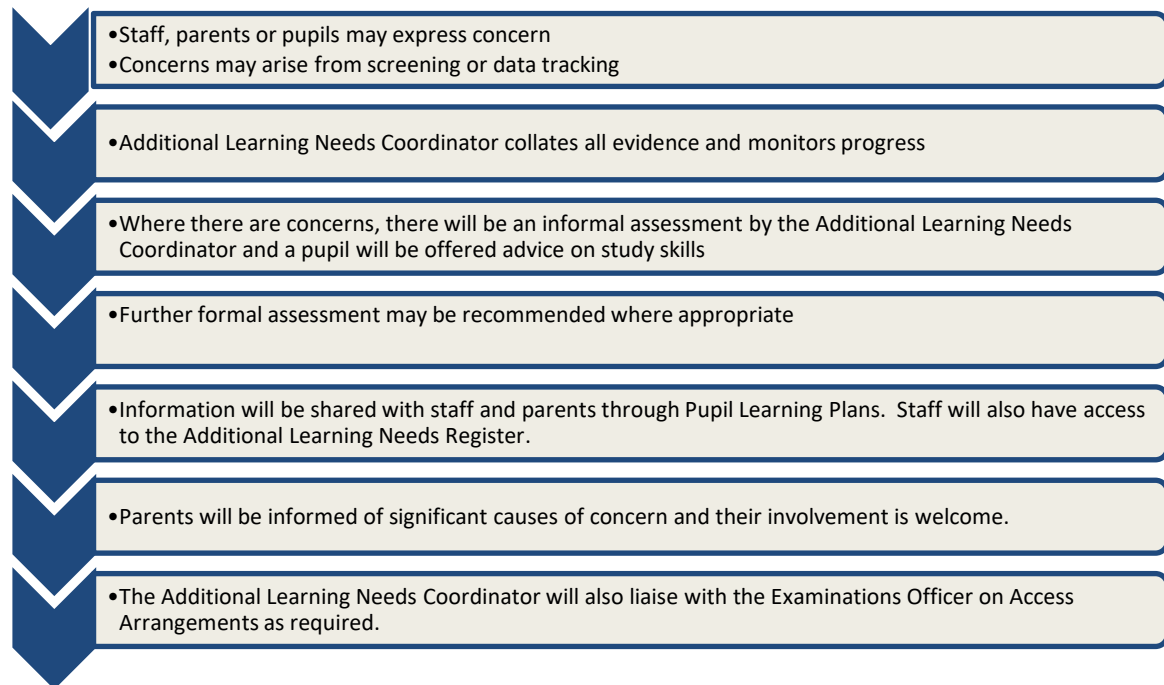 •Staff, parents or pupils may express concern
•Concerns may arise from screening or data tracking
•Additional Learning Needs Coordinator collates all evidence and monitors progress
•Where there are concerns, there will be an informal assessment by the Additional Learning Needs
Coordinator and a pupil will be offered advice on study skills
•Further formal assessment may be recommended where appropriate
•Information will be shared with staff and parents through Pupil Learning Plans.  Staff will also have access
to the Additional Learning Needs Register.
•Parents will be informed of significant causes of concern and their involvement is welcome.
•The Additional Learning Needs Coordinator will also liaise with the Examinations Officer on Access
Arrangements as required.